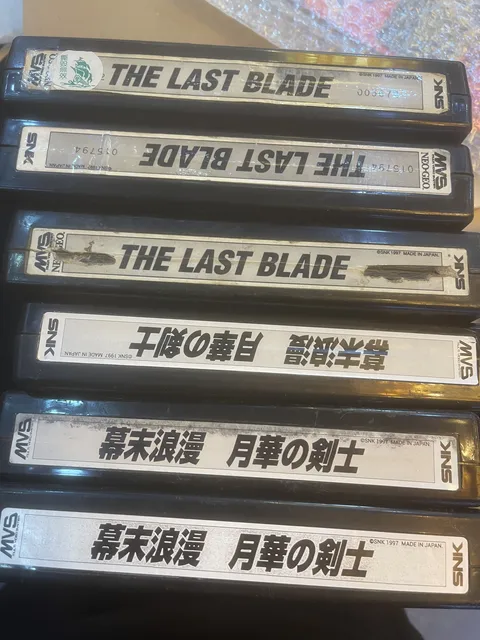 MVS THE LAST BLADE ©SNK 1997 SNK
SNK 015794 THE LAST BLADE 015794 MVS NEO•GEO
MVS THE LAST BLADE ©SNK 1997 MADE IN JAPAN SNK
SNK ©SNK 1997 MADE IN JAPAN 幕末浪漫 月華の剣士 MVS
MVS 幕末浪漫 月華の剣士 ©SNK 1997 MADE IN JAPAN SNK
MVS 幕末浪漫 月華の剣士 ©SNK 1997 MADE IN JAPAN SNK